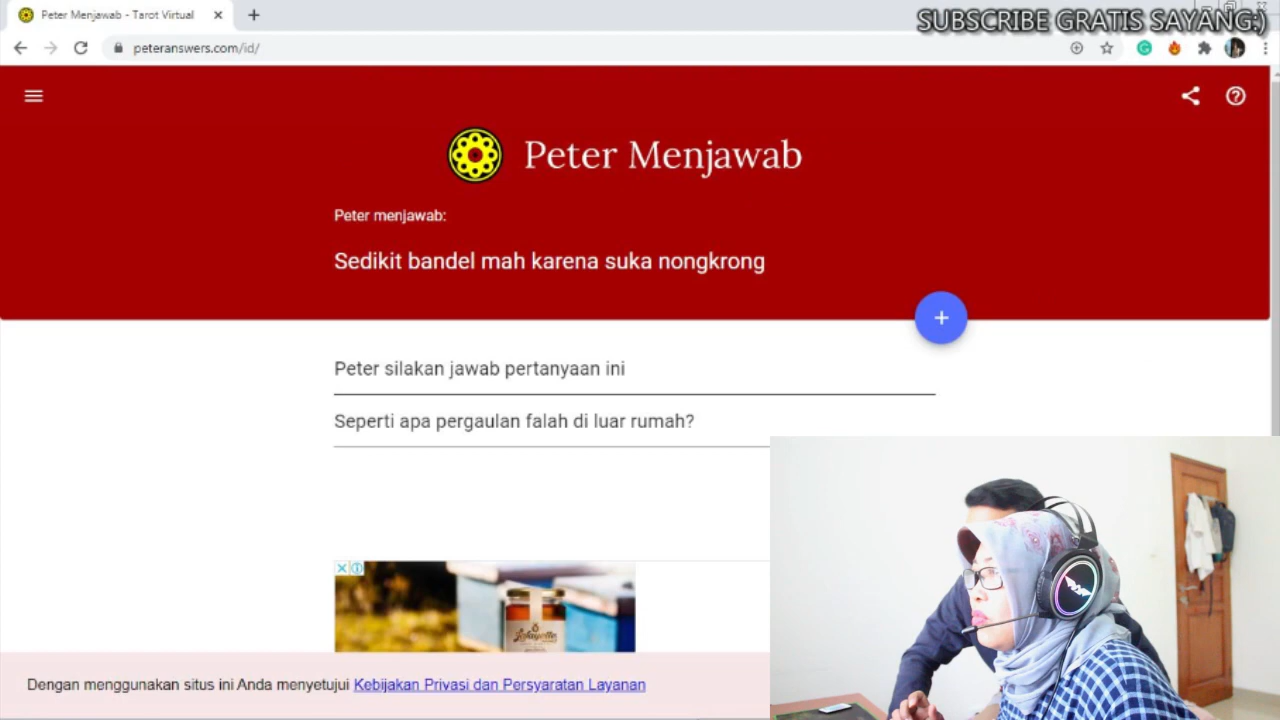 Peter Menjawab - Tarot Virtual
SUBSCRIBE GRATIS SAYANG:)
peteranswers.com/id/
Peter Menjawab
Peter menjawab:
Sedikit bandel mah karena suka nongkrong
Peter silakan jawab pertanyaan ini
Seperti apa pergaulan falah di luar rumah?
Lafayette
Dengan menggunakan situs ini Anda menyetujui Kebijakan Privasi dan Persyaratan Layanan